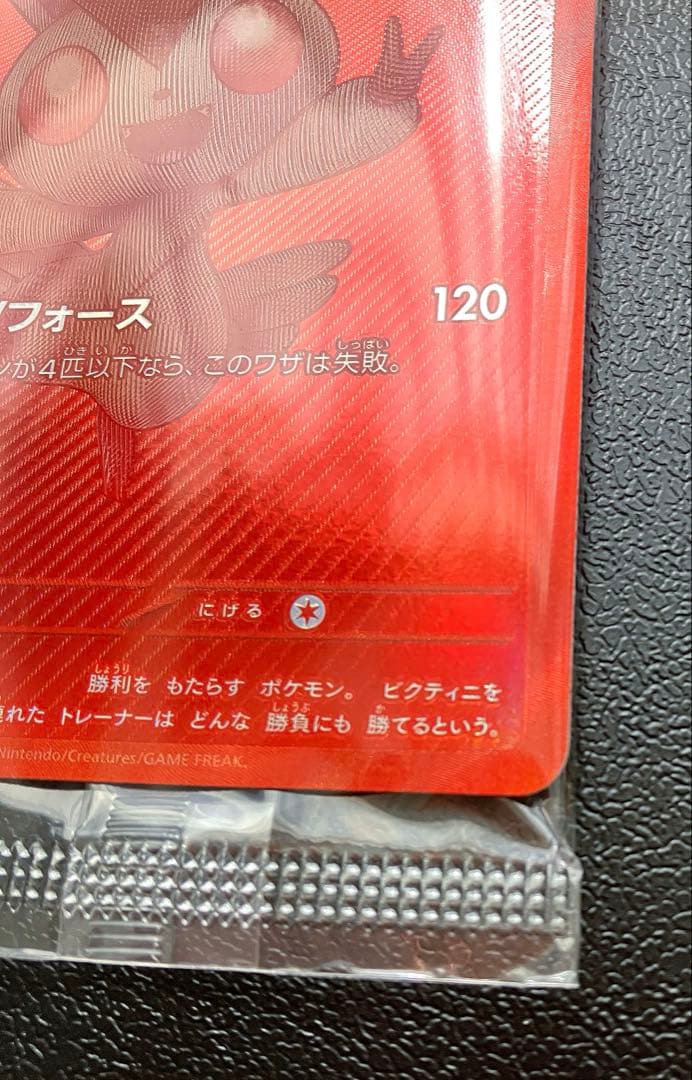 フォース 120
が4匹以下なら、このワザは失敗。
にげる
勝利を もたらす ポケモン。 ビクティニを
連れた トレーナーは どんな 勝負にも 勝てるという。
Nintendo/Creatures/GAME FREAK.